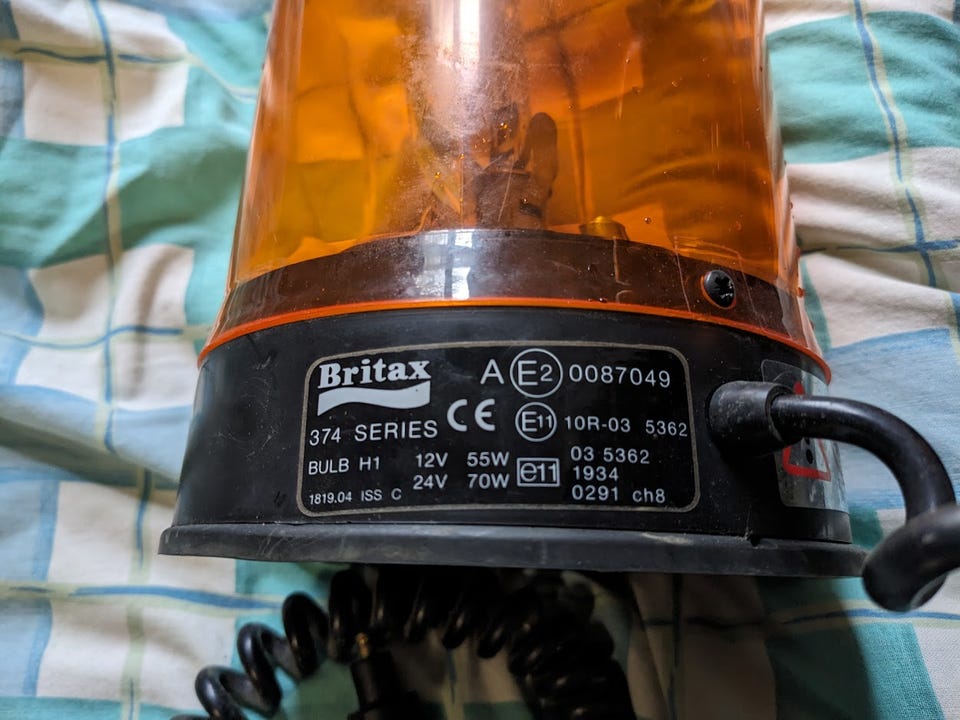 Britax A E2 0087049
374 SERIES CE E11 10R-03 5362
BULB H1 12V 55W e11 03 5362
24V 70W 1934
1819.04 ISS C 0291 ch8